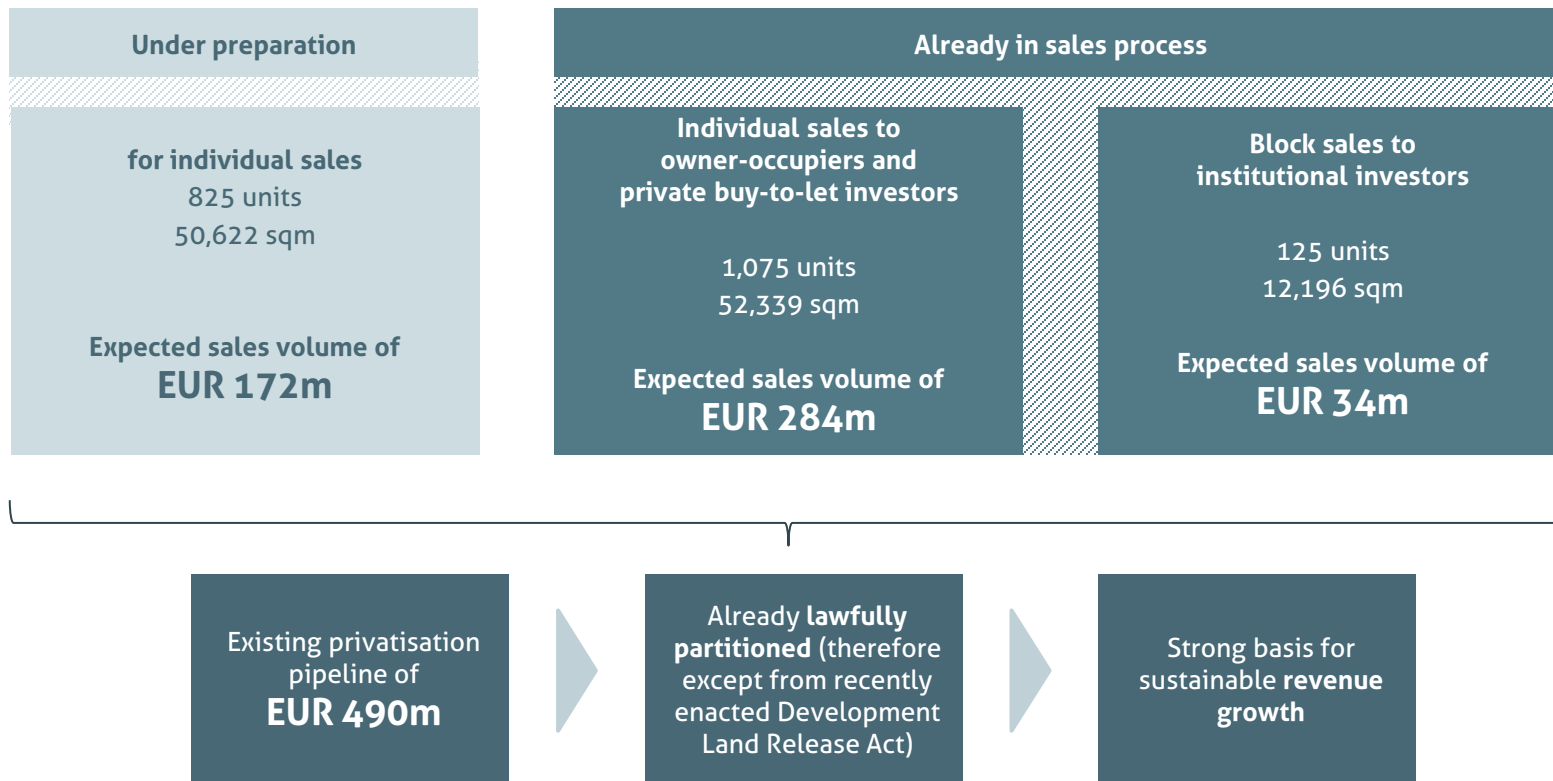 Under preparation
for individual sales
825 units
50,622 sqm
Expected sales volume of
EUR 172m
Already in sales process
Individual sales to
owner-occupiers and
private buy-to-let investors
1,075 units
52,339 sqm
Expected sales volume of
EUR 284m
Block sales to
institutional investors
125 units
12,196 sqm
Expected sales volume of
EUR 34m
Existing privatisation
pipeline of
EUR 490m
Already lawfully
partitioned (therefore
except from recently
enacted Development
Land Release Act)
Strong basis for
sustainable revenue
growth